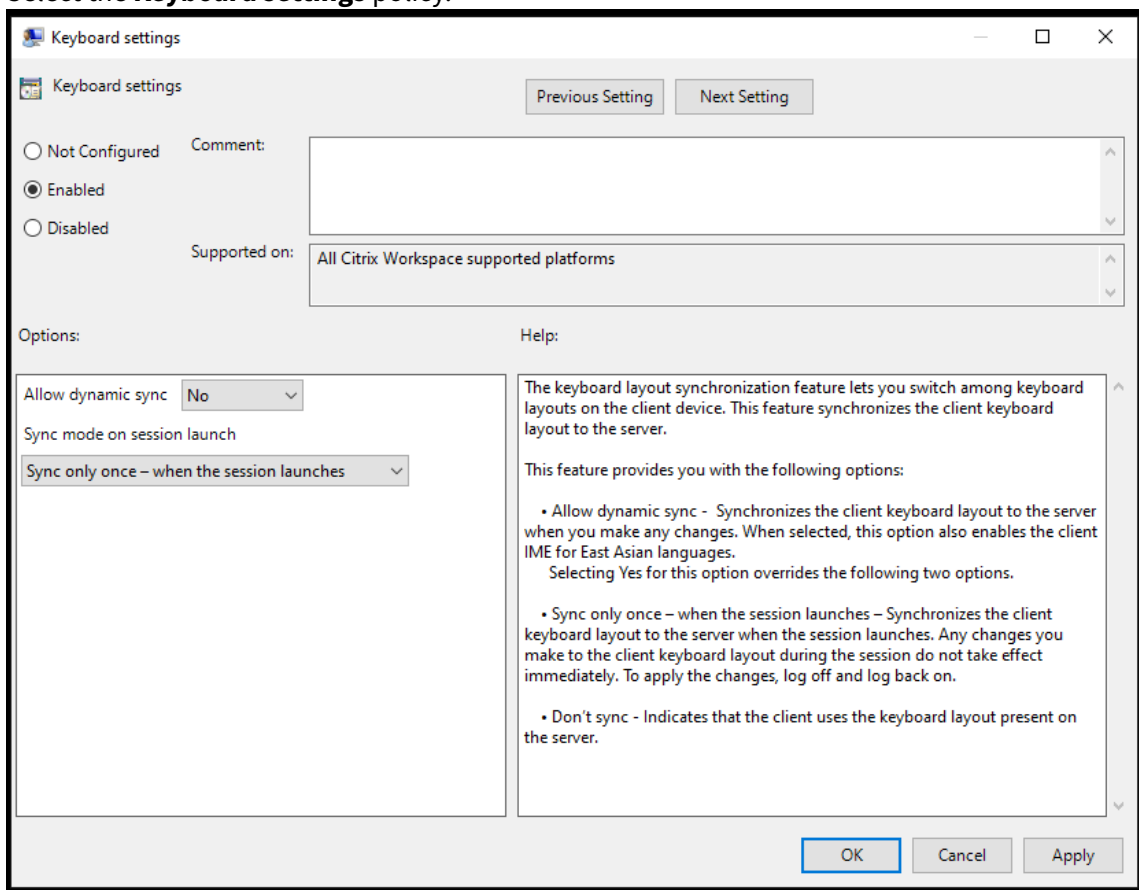 Select the Keyboard settings policy.
Keyboard settings
Keyboard settings
Previous Setting
Next Setting
Not Configured
Comment:
Enabled
Disabled
Supported on:
All Citrix Workspace supported platforms
Options:
Help:
Allow dynamic sync No
Sync mode on session launch
Sync only once – when the session launches
The keyboard layout synchronization feature lets you switch among keyboard
layouts on the client device. This feature synchronizes the client keyboard
layout to the server.
This feature provides you with the following options:
• Allow dynamic sync - Synchronizes the client keyboard layout to the server
when you make any changes. When selected, this option also enables the client
IME for East Asian languages.
Selecting Yes for this option overrides the following two options.
• Sync only once – when the session launches – Synchronizes the client
keyboard layout to the server when the session launches. Any changes you
make to the client keyboard layout during the session do not take effect
immediately. To apply the changes, log off and log back on.
• Don't sync - Indicates that the client uses the keyboard layout present on
the server.
OK
Cancel
Apply